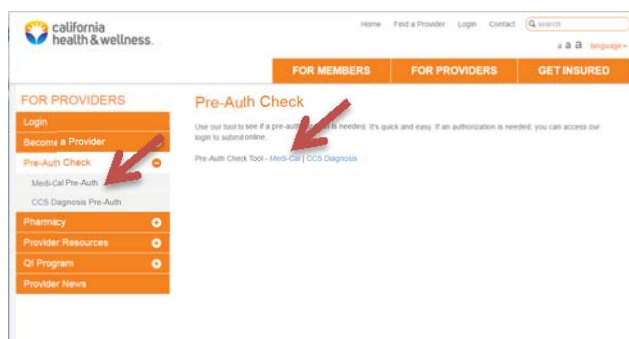 california
health & wellness.
Home Find a Provider Login Contact search
a a a language
FOR MEMBERS FOR PROVIDERS GET INSURED
FOR PROVIDERS
Login
Become a Provider
Pre-Auth Check
Medi-Cal Pre-Auth
CCS Diagnosis Pre-Auth
Pharmacy
Provider Resources
QI Program
Provider News
Pre-Auth Check
Use our tool to see if a pre-auth is needed. It's quick and easy. If an authorization is needed, you can access our
login to submit online.
Pre-Auth Check Tool - Medi-Cal | CCS Diagnosis